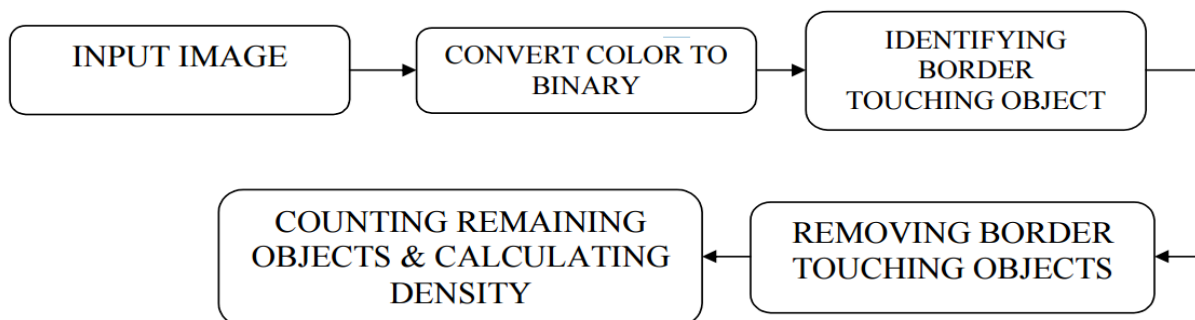 INPUT IMAGE
CONVERT COLOR TO
BINARY
IDENTIFYING
BORDER
TOUCHING OBJECT
REMOVING BORDER
TOUCHING OBJECTS
COUNTING REMAINING
OBJECTS & CALCULATING
DENSITY